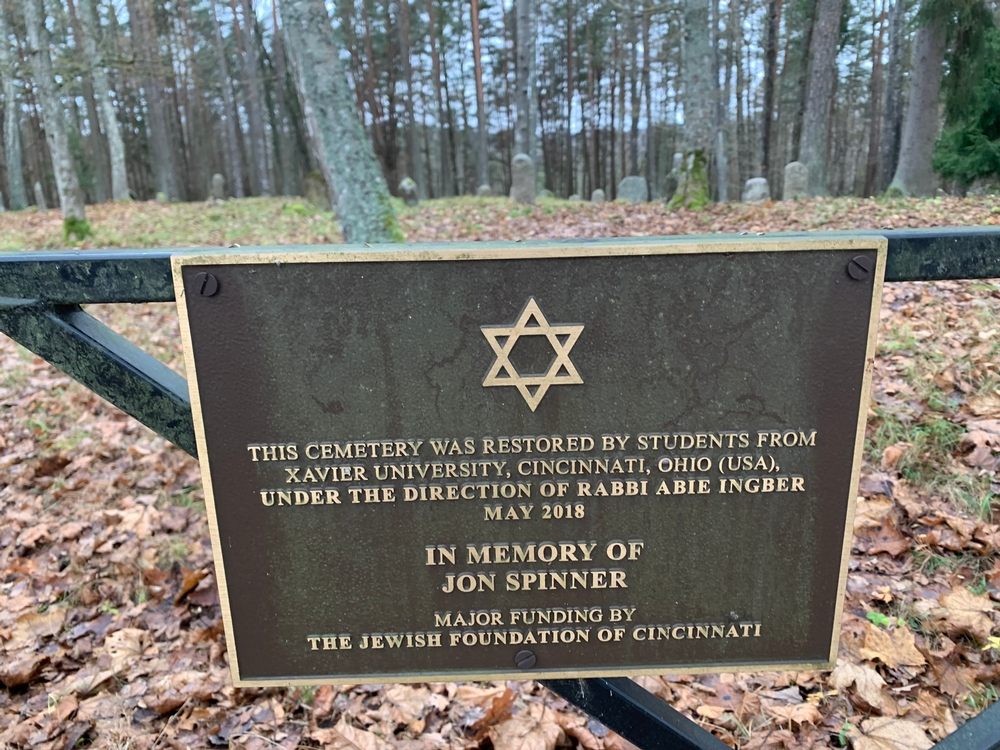 THIS CEMETERY WAS RESTORED BY STUDENTS FROM
XAVIER UNIVERSITY, CINCINNATI, OHIO (USA),
UNDER THE DIRECTION OF RABBI ABIE INGBER
MAY 2018
IN MEMORY OF
JON SPINNER
MAJOR FUNDING BY
THE JEWISH FOUNDATION OF CINCINNATI